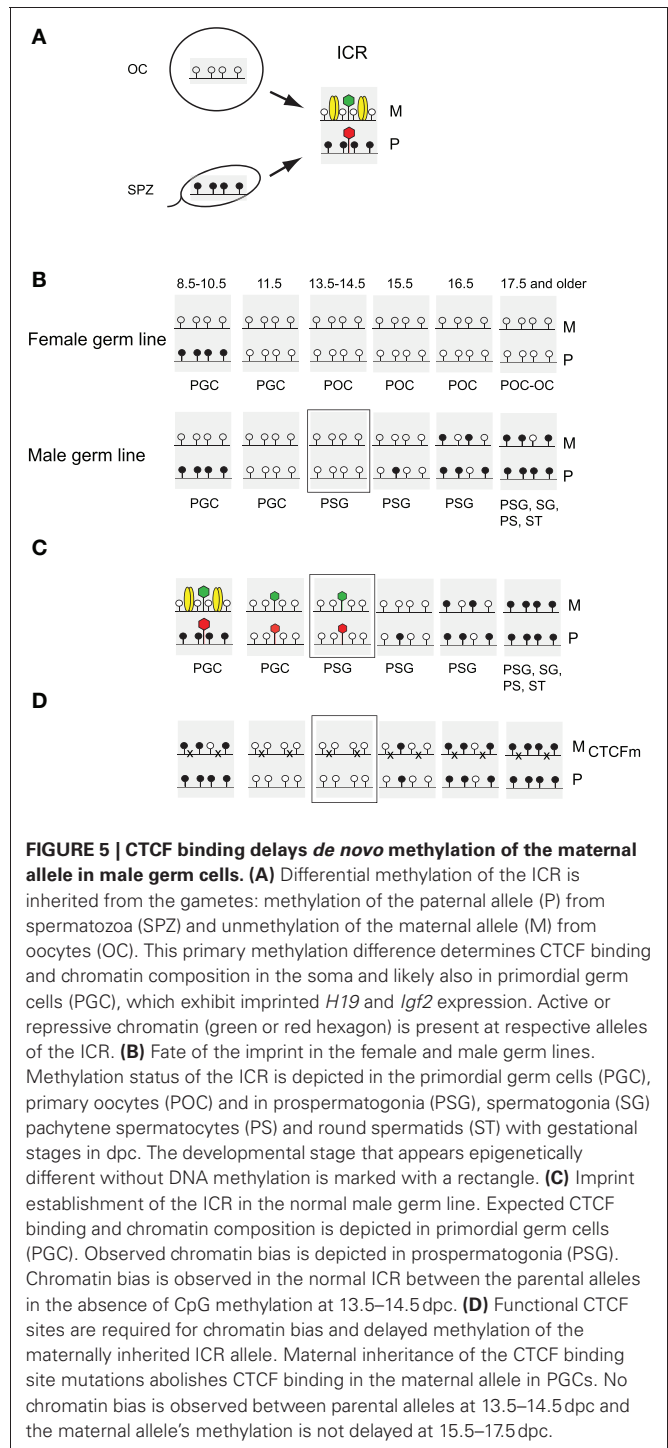 A
OC
ICR
M
P
SPZ
B
8.5-10.5 11.5 13.5-14.5 15.5 16.5 17.5 and older
Female germ line
M
P
PGC PGC POC POC POC POC-OC
Male germ line
M
P
PGC PGC PSG PSG PSG PSG, SG,
PS, ST
C
M
P
PGC PGC PSG PSG PSG PSG, SG,
PS, ST
D
M CTCFm
x x x x x x x x x x x x
P
FIGURE 5 | CTCF binding delays de novo methylation of the maternal
allele in male germ cells. (A) Differential methylation of the ICR is
inherited from the gametes: methylation of the paternal allele (P) from
spermatozoa (SPZ) and unmethylation of the maternal allele (M) from
oocytes (OC). This primary methylation difference determines CTCF binding
and chromatin composition in the soma and likely also in primordial germ
cells (PGC), which exhibit imprinted H19 and Igf2 expression. Active or
repressive chromatin (green or red hexagon) is present at respective alleles
of the ICR. (B) Fate of the imprint in the female and male germ lines.
Methylation status of the ICR is depicted in the primordial germ cells (PGC),
primary oocytes (POC) and in prospermatogonia (PSG), spermatogonia (SG)
pachytene spermatocytes (PS) and round spermatids (ST) with gestational
stages in dpc. The developmental stage that appears epigenetically
different without DNA methylation is marked with a rectangle. (C) Imprint
establishment of the ICR in the normal male germ line. Expected CTCF
binding and chromatin composition is depicted in primordial germ cells
(PGC). Observed chromatin bias is depicted in prospermatogonia (PSG).
Chromatin bias is observed in the normal ICR between the parental alleles
in the absence of CpG methylation at 13.5–14.5 dpc. (D) Functional CTCF
sites are required for chromatin bias and delayed methylation of the
maternally inherited ICR allele. Maternal inheritance of the CTCF binding
site mutations abolishes CTCF binding in the maternal allele in PGCs. No
chromatin bias is observed between parental alleles at 13.5–14.5 dpc and
the maternal allele's methylation is not delayed at 15.5–17.5 dpc.